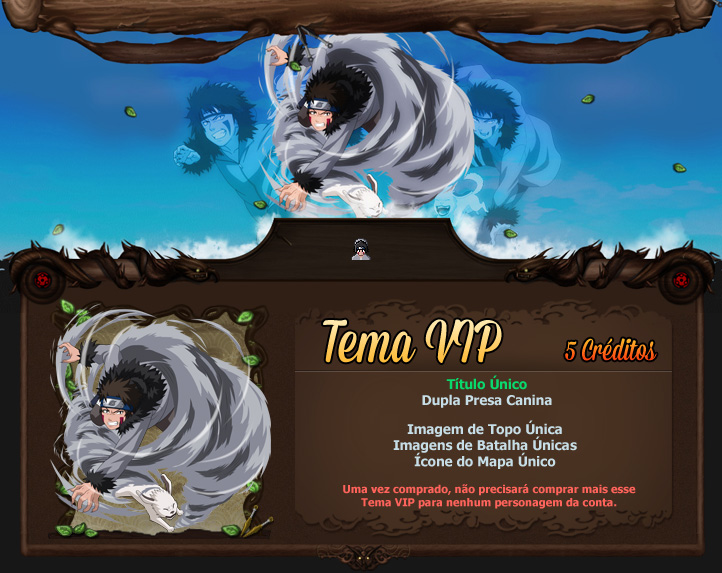 Tema VIP
5 Créditos
Título Único
Dupla Presa Canina
Imagem de Topo Única
Imagens de Batalha Únicas
Ícone do Mapa Único
Uma vez comprado, não precisará comprar mais esse
Tema VIP para nenhum personagem da conta.